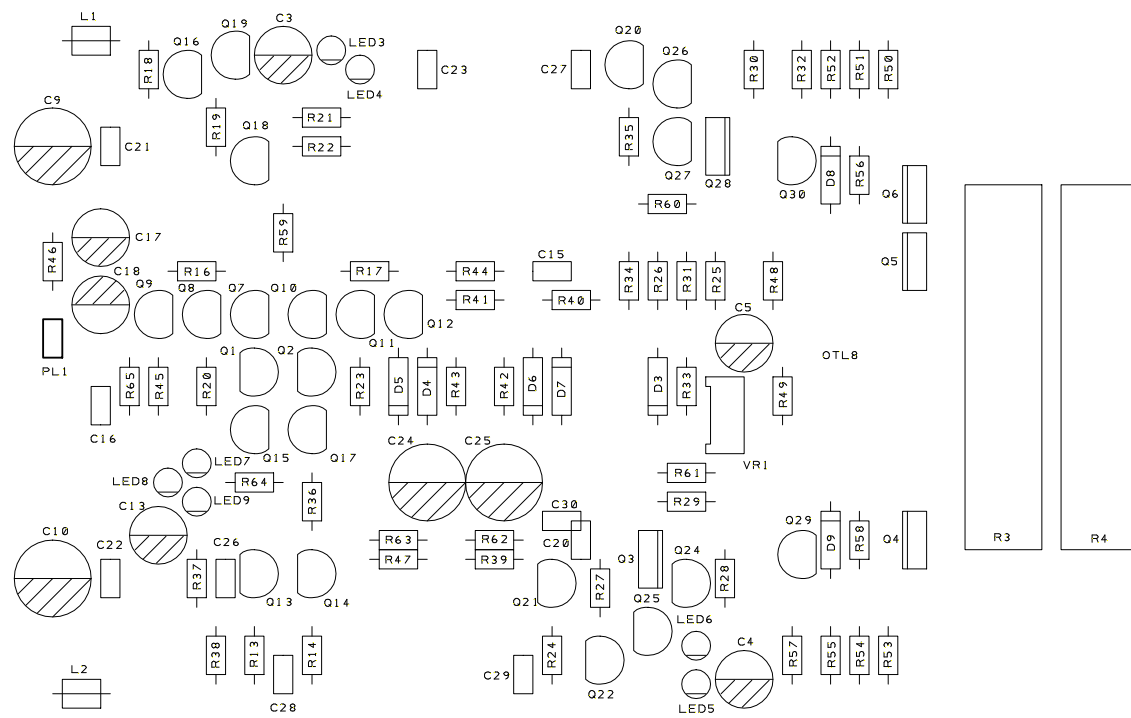 L1
Q16
Q19
C3
LED3
LED4
R18
C23
C27
Q20
Q26
R30
R32
R52
R51
R50
C9
C21
R19
Q18
R21
R22
R35
Q27
Q28
Q30
D8
R56
Q6
R60
R46
C17
R59
C18
R16
R17
R44
C15
R34
R26
R31
R25
R48
Q5
Q9
Q8
Q7
Q10
R41
R40
C5
Q12
Q11
PL1
Q1
Q2
OTL8
R65
R45
R20
R23
D5
D4
R43
R42
D6
D7
D3
R33
R49
C16
Q15
Q17
C24
C25
VR1
LED7
LED8
LED9
R64
R36
R61
R29
C13
C30
C10
C22
C26
R63
R62
C20
Q3
Q24
Q29
D9
R58
Q4
R3
R4
R47
R39
R37
Q13
Q14
Q21
R27
Q25
R28
LED6
C4
R38
R13
R14
C29
R24
Q22
R57
R55
R54
R53
L2
C28
LED5